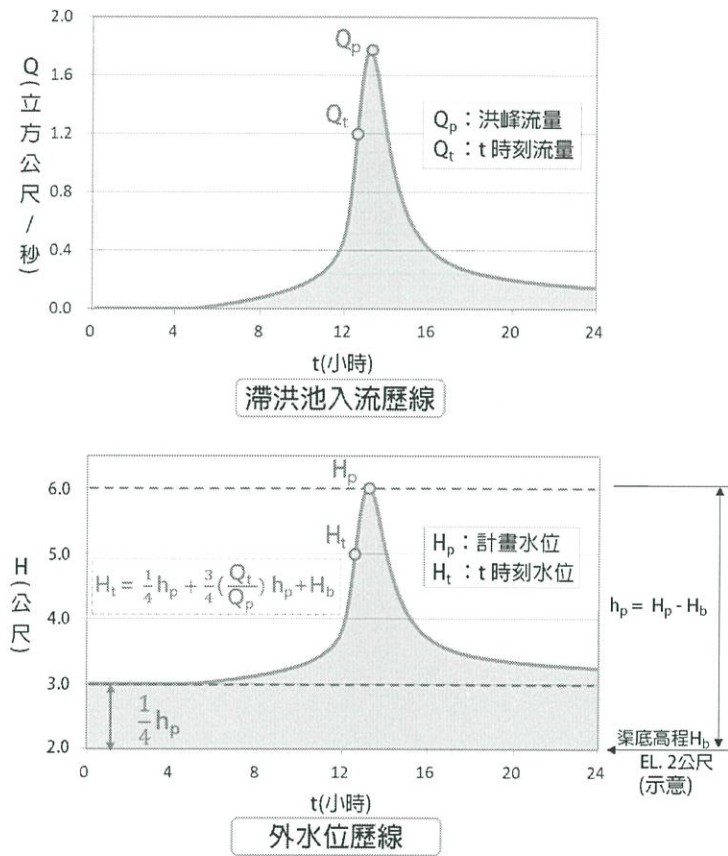 2.0
1.6
1.2
0.8
0.4
0.0
Q(立方公尺/秒)
Qp
Qt
Qp：洪峰流量
Qt：t 時刻流量
0 4 8 12 16 20 24
t(小時)
滯洪池入流歷線
6.0
5.0
4.0
3.0
2.0
H(公尺)
Hp
Ht
Hp：計畫水位
Ht：t 時刻水位
Ht = 1/4 hp + 3/4 (Qt/Qp) hp + Hb
hp = Hp - Hb
1/4 hp
渠底高程Hb
EL. 2公尺
(示意)
0 4 8 12 16 20 24
t(小時)
外水位歷線